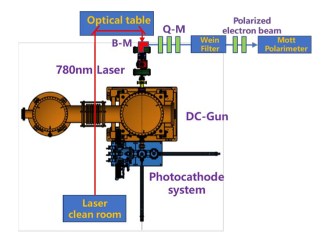 Optical table
Q-M
Polarized
electron beam
B-M
Wein
Filter
Mott
Polarimeter
780nm Laser
DC-Gun
Photocathode
system
Laser
clean room